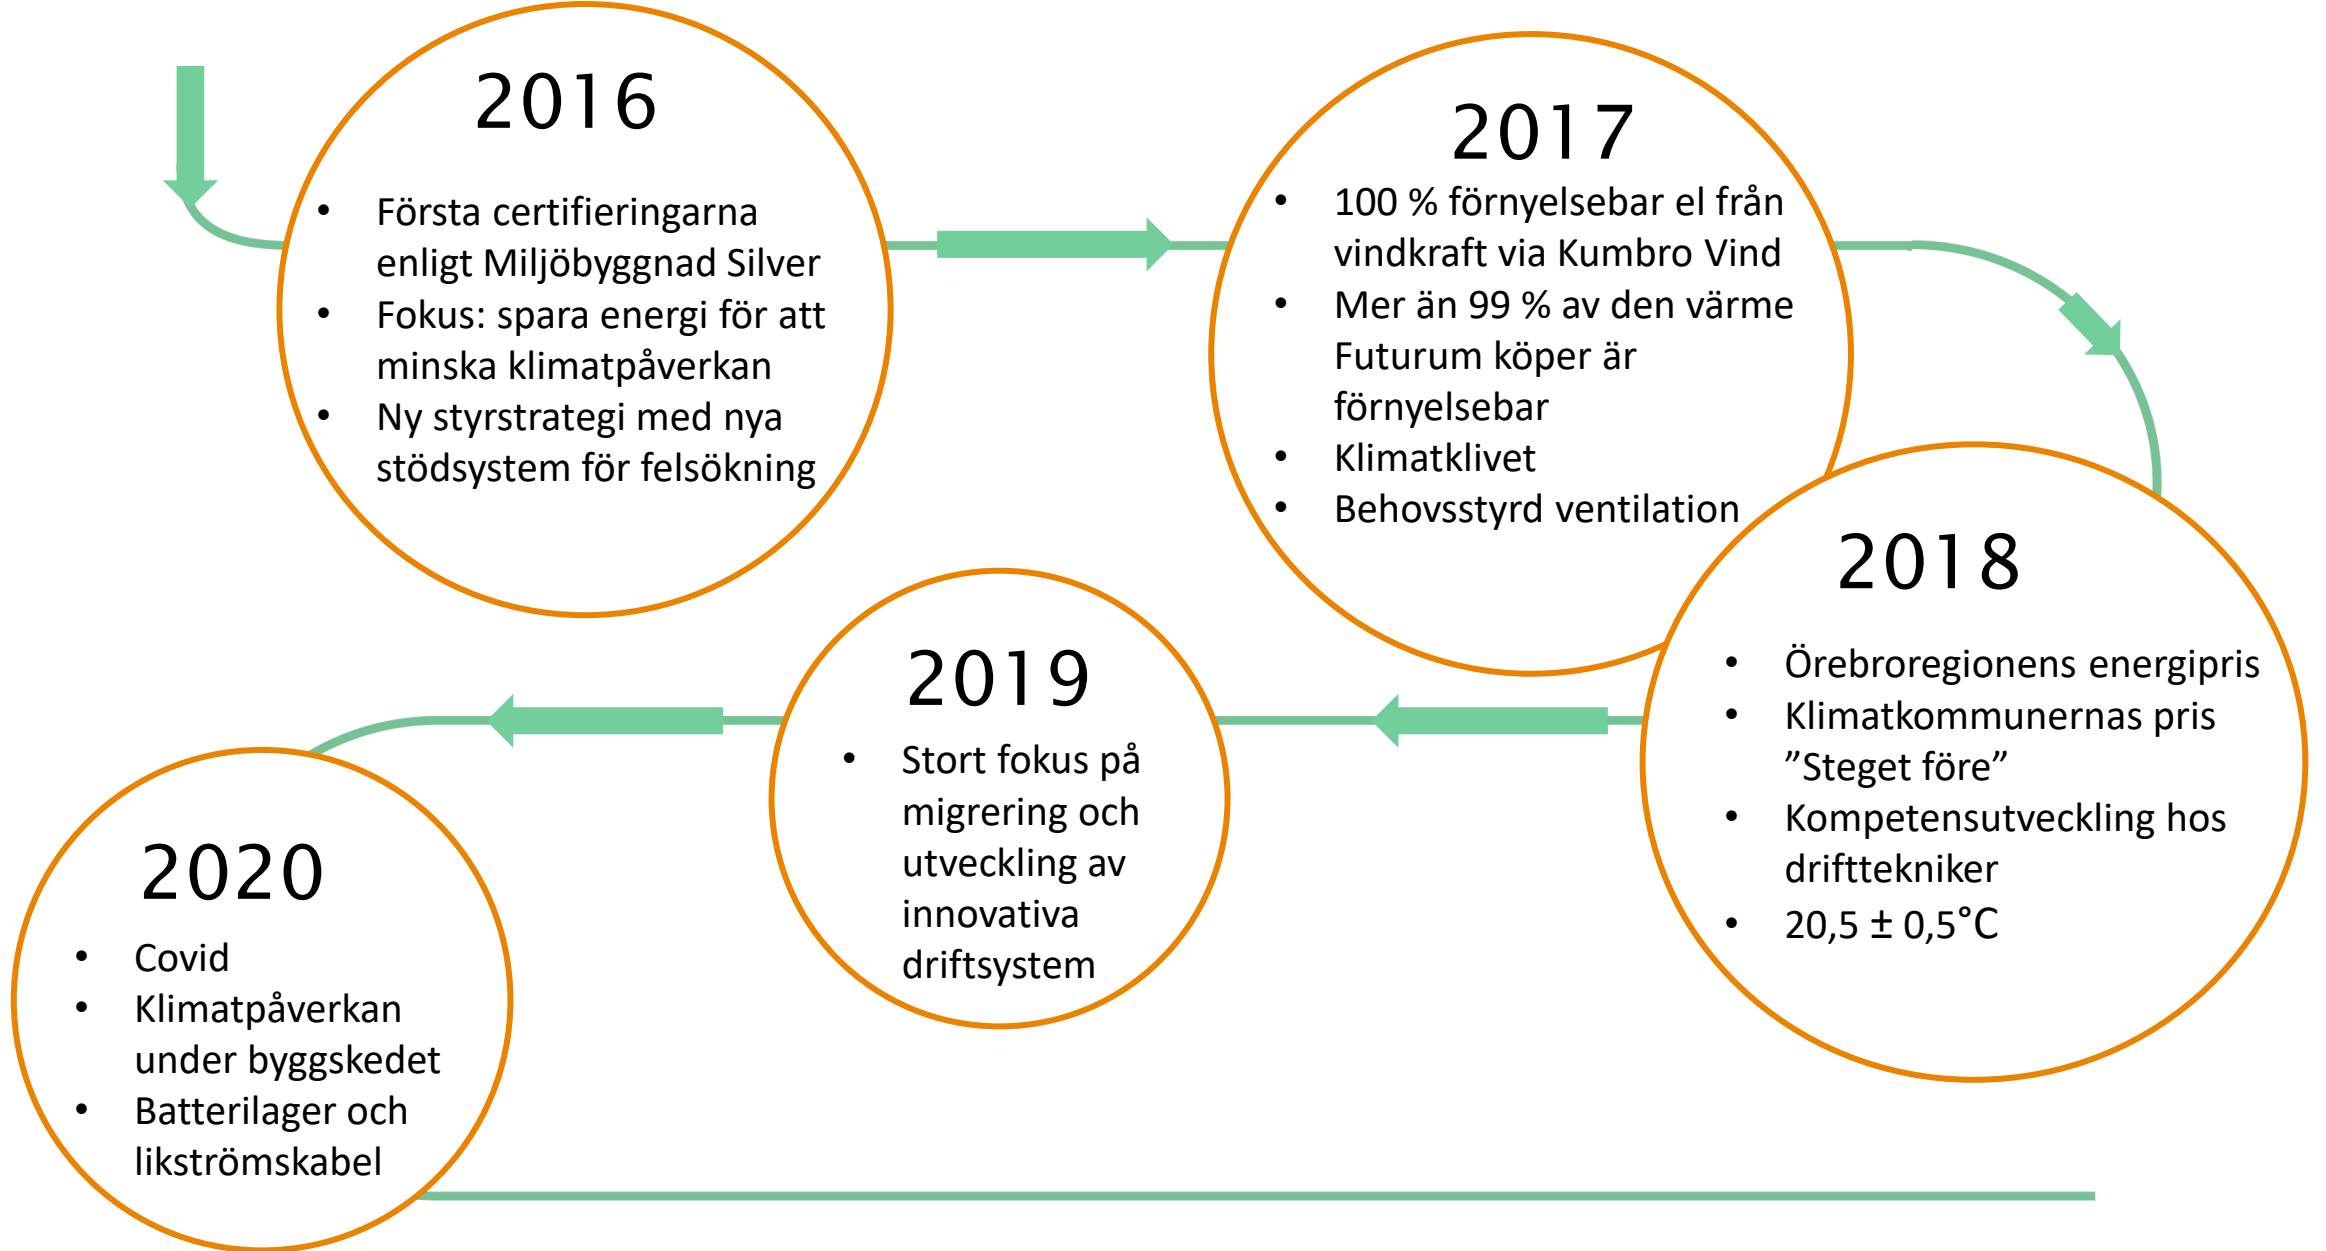 2016
• Första certifieringarna
enligt Miljöbyggnad Silver
• Fokus: spara energi för att
minska klimatpåverkan
• Ny styrstrategi med nya
stödsystem för felsökning
2017
• 100 % förnyelsebar el från
vindkraft via Kumbro Vind
• Mer än 99 % av den värme
Futurum köper är
förnyelsebar
• Klimatklivet
• Behovsstyrd ventilation
2018
• Örebroregionens energipris
• Klimatkommunernas pris
”Steget före”
• Kompetensutveckling hos
drifttekniker
• 20,5 ± 0,5°C
2019
• Stort fokus på
migrering och
utveckling av
innovativa
driftsystem
2020
• Covid
• Klimatpåverkan
under byggskedet
• Batterilager och
likströmskabel